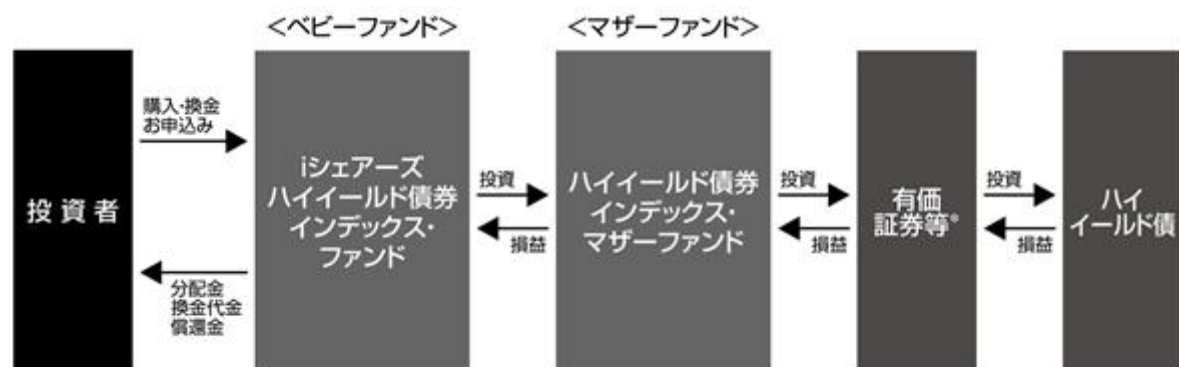 <ベビーファンド>
<マザーファンド>
投資者
購入・換金
お申込み
分配金
換金代金
償還金
iシェアーズ
ハイイールド債券
インデックス・
ファンド
投資
損益
ハイイールド債券
インデックス・
マザーファンド
投資
損益
有価
証券等*
投資
損益
ハイ
イールド債